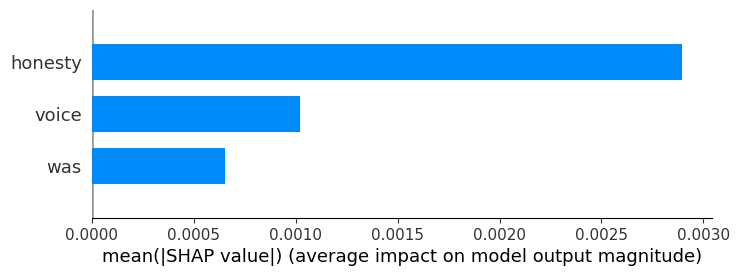 honesty
voice
was
0.0000 0.0005 0.0010 0.0015 0.0020 0.0025 0.0030
mean(|SHAP value|) (average impact on model output magnitude)